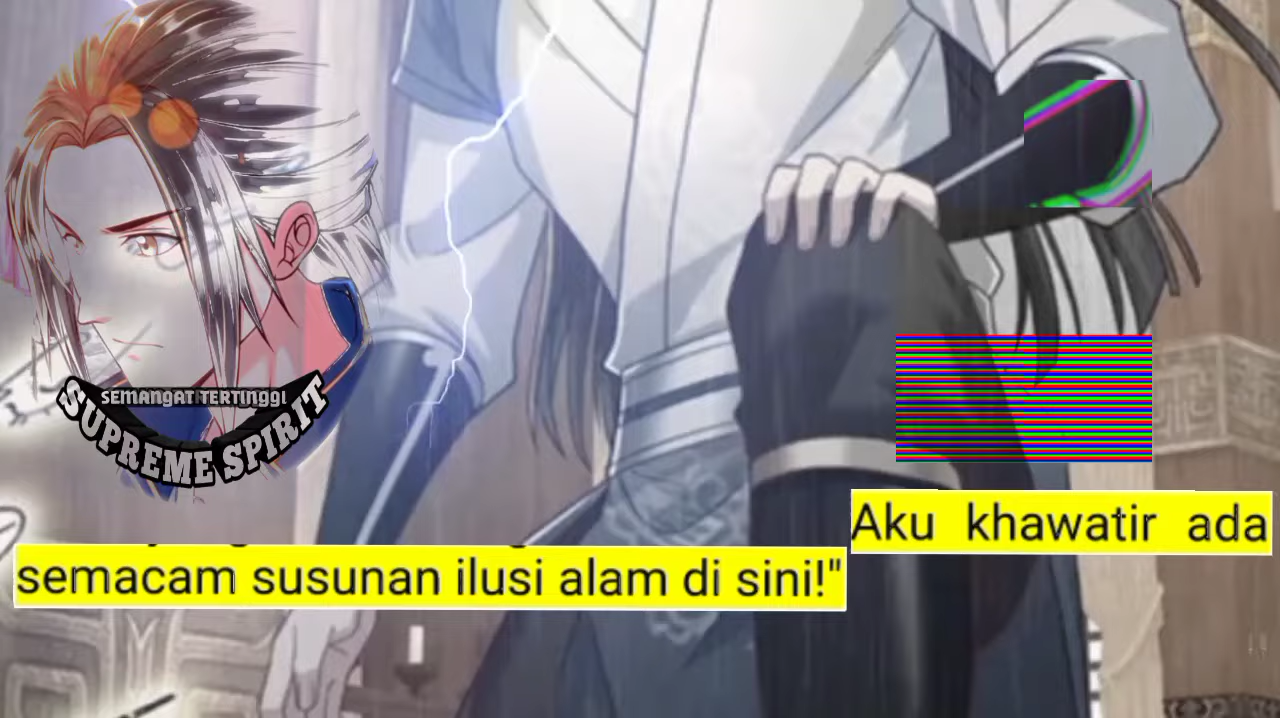 SEMANGAT TERTINGGI
SUPREME SPIRIT
Aku khawatir ada
semacam susunan ilusi alam di sini!"